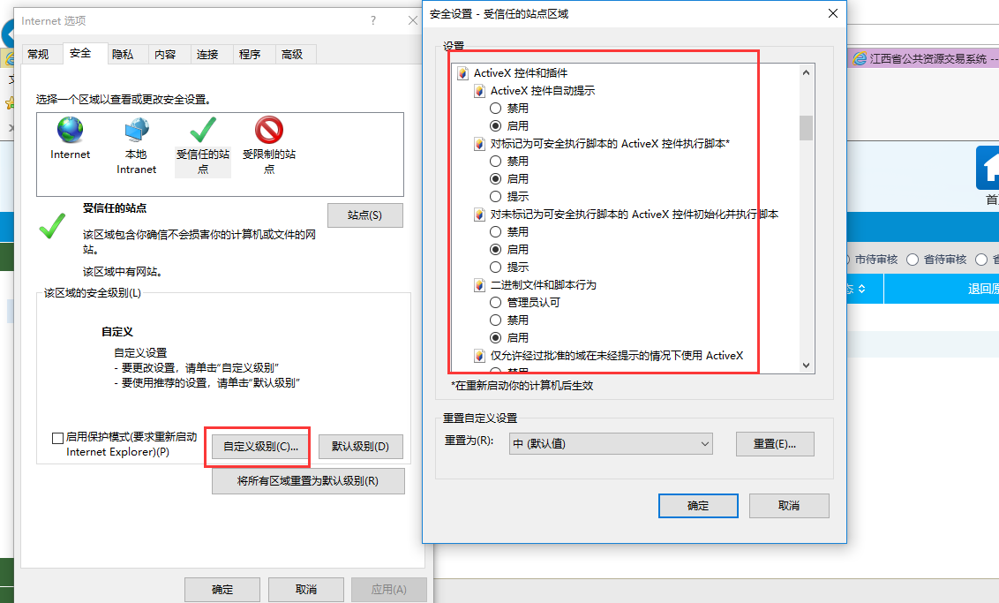 Internet 选项
?
常规
安全
隐私
内容
连接
程序
高级
选择一个区域以查看或更改安全设置。
Internet
本地
Intranet
受信任的站
点
受限制的站
点
受信任的站点
站点(S)
该区域包含你确信不会损害你的计算机或文件的网
站。
该区域中有网站。
该区域的安全级别(L)
自定义
自定义设置
- 要更改设置，请单击“自定义级别”
- 要使用推荐的设置，请单击“默认级别”
启用保护模式(要求重新启动
Internet Explorer)(P)
自定义级别(C)...
默认级别(D)
将所有区域重置为默认级别(R)
确定
取消
应用(A)
安全设置 - 受信任的站点区域
设置
ActiveX 控件和插件
ActiveX 控件自动提示
禁用
启用
对标记为可安全执行脚本的 ActiveX 控件执行脚本*
禁用
启用
提示
对未标记为可安全执行脚本的 ActiveX 控件初始化并执行脚本
禁用
启用
提示
二进制文件和脚本行为
管理员认可
禁用
启用
仅允许经过批准的域在未经提示的情况下使用 ActiveX
*在重新启动你的计算机后生效
重置自定义设置
重置为(R):
中 (默认值)
重置(E)...
确定
取消
江西省公共资源交易系统 --
市待审核
省待审核
态
退回原